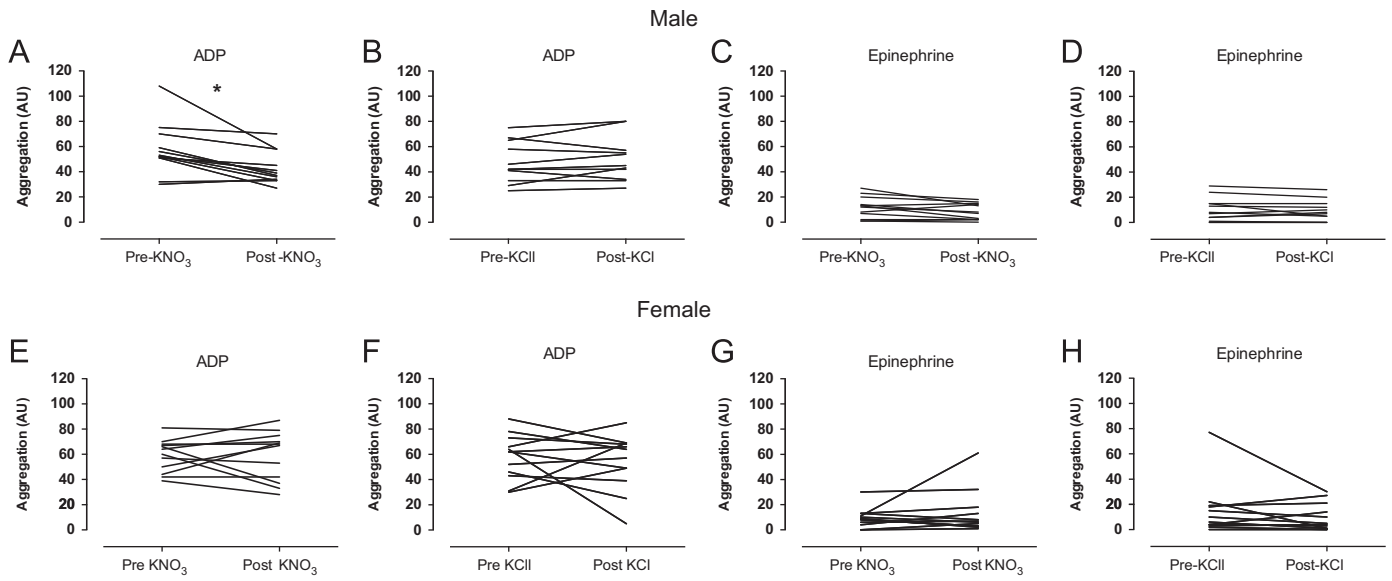 Male
A
ADP
Aggregation (AU)
120
100
80
60
40
20
0
*
Pre-KNO3
Post-KNO3
B
ADP
Aggregation (AU)
120
100
80
60
40
20
0
Pre-KCll
Post-KCl
C
Epinephrine
Aggregation (AU)
120
100
80
60
40
20
0
Pre-KNO3
Post-KNO3
D
Epinephrine
Aggregation (AU)
120
100
80
60
40
20
0
Pre-KCll
Post-KCl
Female
E
ADP
Aggregation (AU)
120
100
80
60
40
20
0
Pre KNO3
Post KNO3
F
ADP
Aggregation (AU)
120
100
80
60
40
20
0
Pre KCll
Post KCl
G
Epinephrine
Aggregation (AU)
120
100
80
60
40
20
0
Pre KNO3
Post KNO3
H
Epinephrine
Aggregation (AU)
120
100
80
60
40
20
0
Pre-KCll
Post-KCl